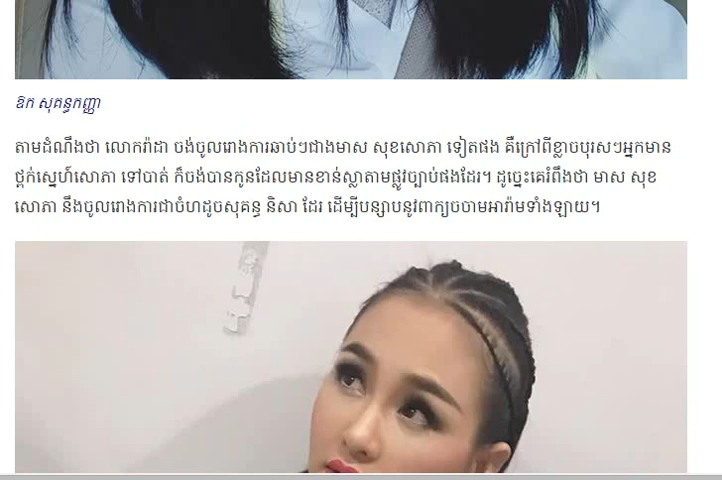 ឱក សុគន្ធកញ្ញា
តាមដំណឹងថា លោករ៉ាដា ចង់ចូលរោងការឆាប់ៗជាងមាស សុខសោភា ទៀតផង គឺក្រៅពីខ្លាចបុរសៗអ្នកមាន
ថ្ពក់ស្នេហ៍សោភា ទៅបាត់ ក៏ចង់បានកូនដែលមានខាន់ស្លាតាមផ្លូវច្បាប់ផងដែរ។ ដូច្នេះគេរំពឹងថា មាស សុខ
សោភា នឹងចូលរោងការជាចំហដូចសុគន្ធ និសា ដែរ ដើម្បីបន្សាបនូវពាក្យចចាមអារ៉ាមទាំងឡាយ។